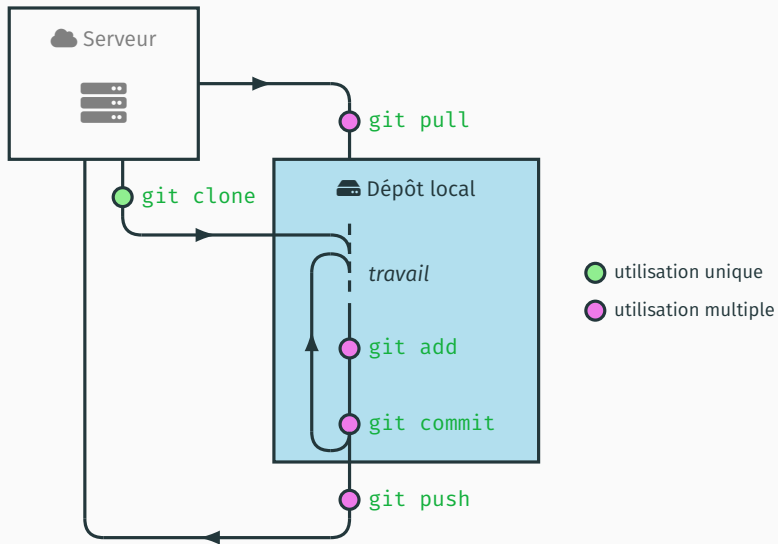 Serveur
git pull
git clone
Dépôt local
travail
utilisation unique
utilisation multiple
git add
git commit
git push